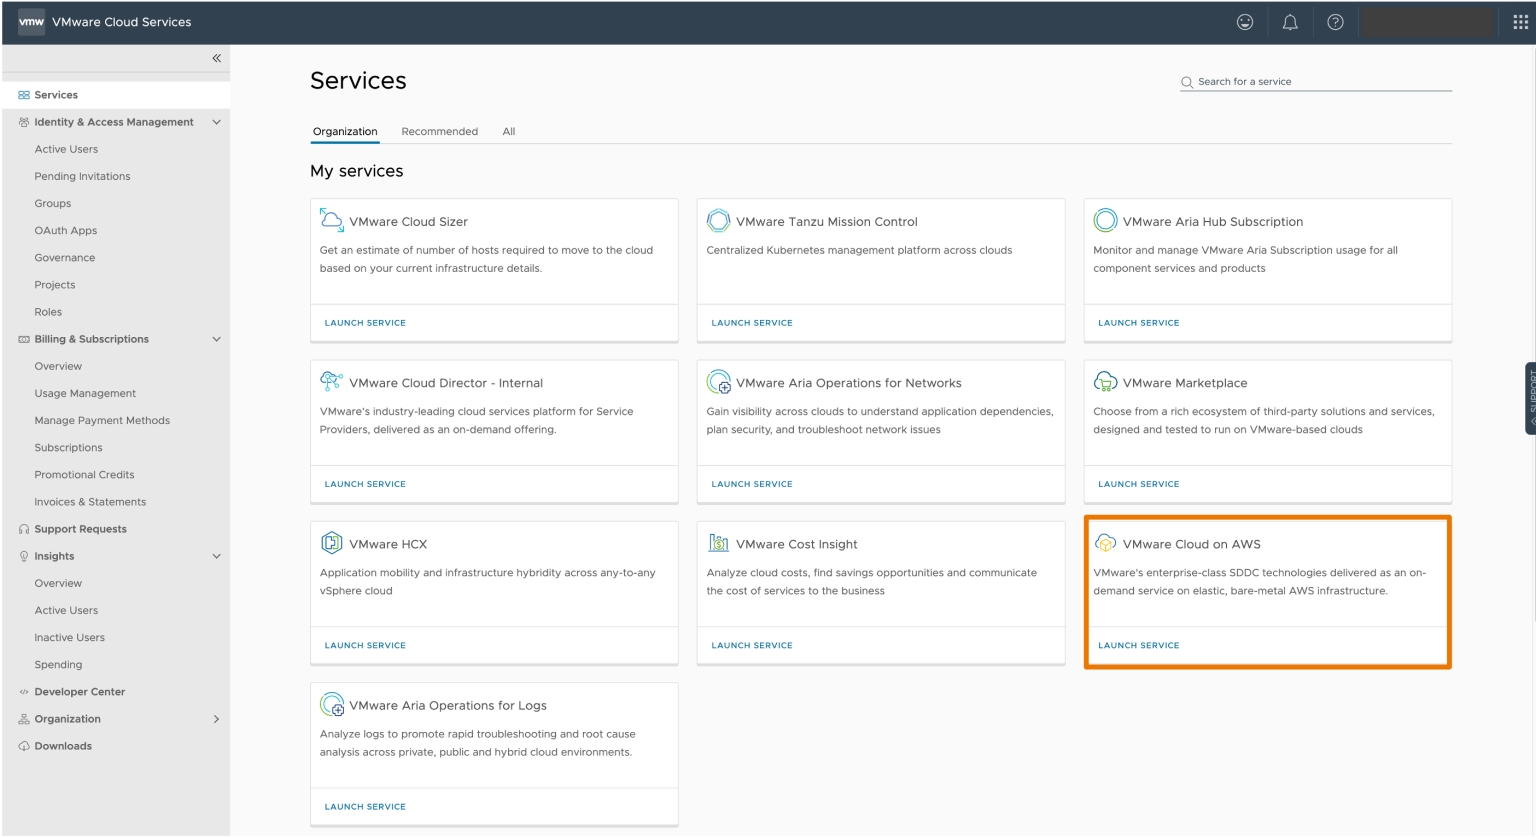 vmw VMware Cloud Services
Services
Identity & Access Management
Active Users
Pending Invitations
Groups
OAuth Apps
Governance
Projects
Roles
Billing & Subscriptions
Overview
Usage Management
Manage Payment Methods
Subscriptions
Promotional Credits
Invoices & Statements
Support Requests
Insights
Overview
Active Users
Inactive Users
Spending
Developer Center
Organization
Downloads
Services
Search for a service
Organization Recommended All
My services
VMware Cloud Sizer
Get an estimate of number of hosts required to move to the cloud
based on your current infrastructure details.
LAUNCH SERVICE
VMware Tanzu Mission Control
Centralized Kubernetes management platform across clouds
LAUNCH SERVICE
VMware Aria Hub Subscription
Monitor and manage VMware Aria Subscription usage for all
component services and products
LAUNCH SERVICE
VMware Cloud Director - Internal
VMware's industry-leading cloud services platform for Service
Providers, delivered as an on-demand offering.
LAUNCH SERVICE
VMware Aria Operations for Networks
Gain visibility across clouds to understand application dependencies,
plan security, and troubleshoot network issues
LAUNCH SERVICE
VMware Marketplace
Choose from a rich ecosystem of third-party solutions and services,
designed and tested to run on VMware-based clouds
LAUNCH SERVICE
VMware HCX
Application mobility and infrastructure hybridity across any-to-any
vSphere cloud
LAUNCH SERVICE
VMware Cost Insight
Analyze cloud costs, find savings opportunities and communicate
the cost of services to the business
LAUNCH SERVICE
VMware Cloud on AWS
VMware's enterprise-class SDDC technologies delivered as an on-
demand service on elastic, bare-metal AWS infrastructure.
LAUNCH SERVICE
VMware Aria Operations for Logs
Analyze logs to promote rapid troubleshooting and root cause
analysis across private, public and hybrid cloud environments.
LAUNCH SERVICE
SUPPORT